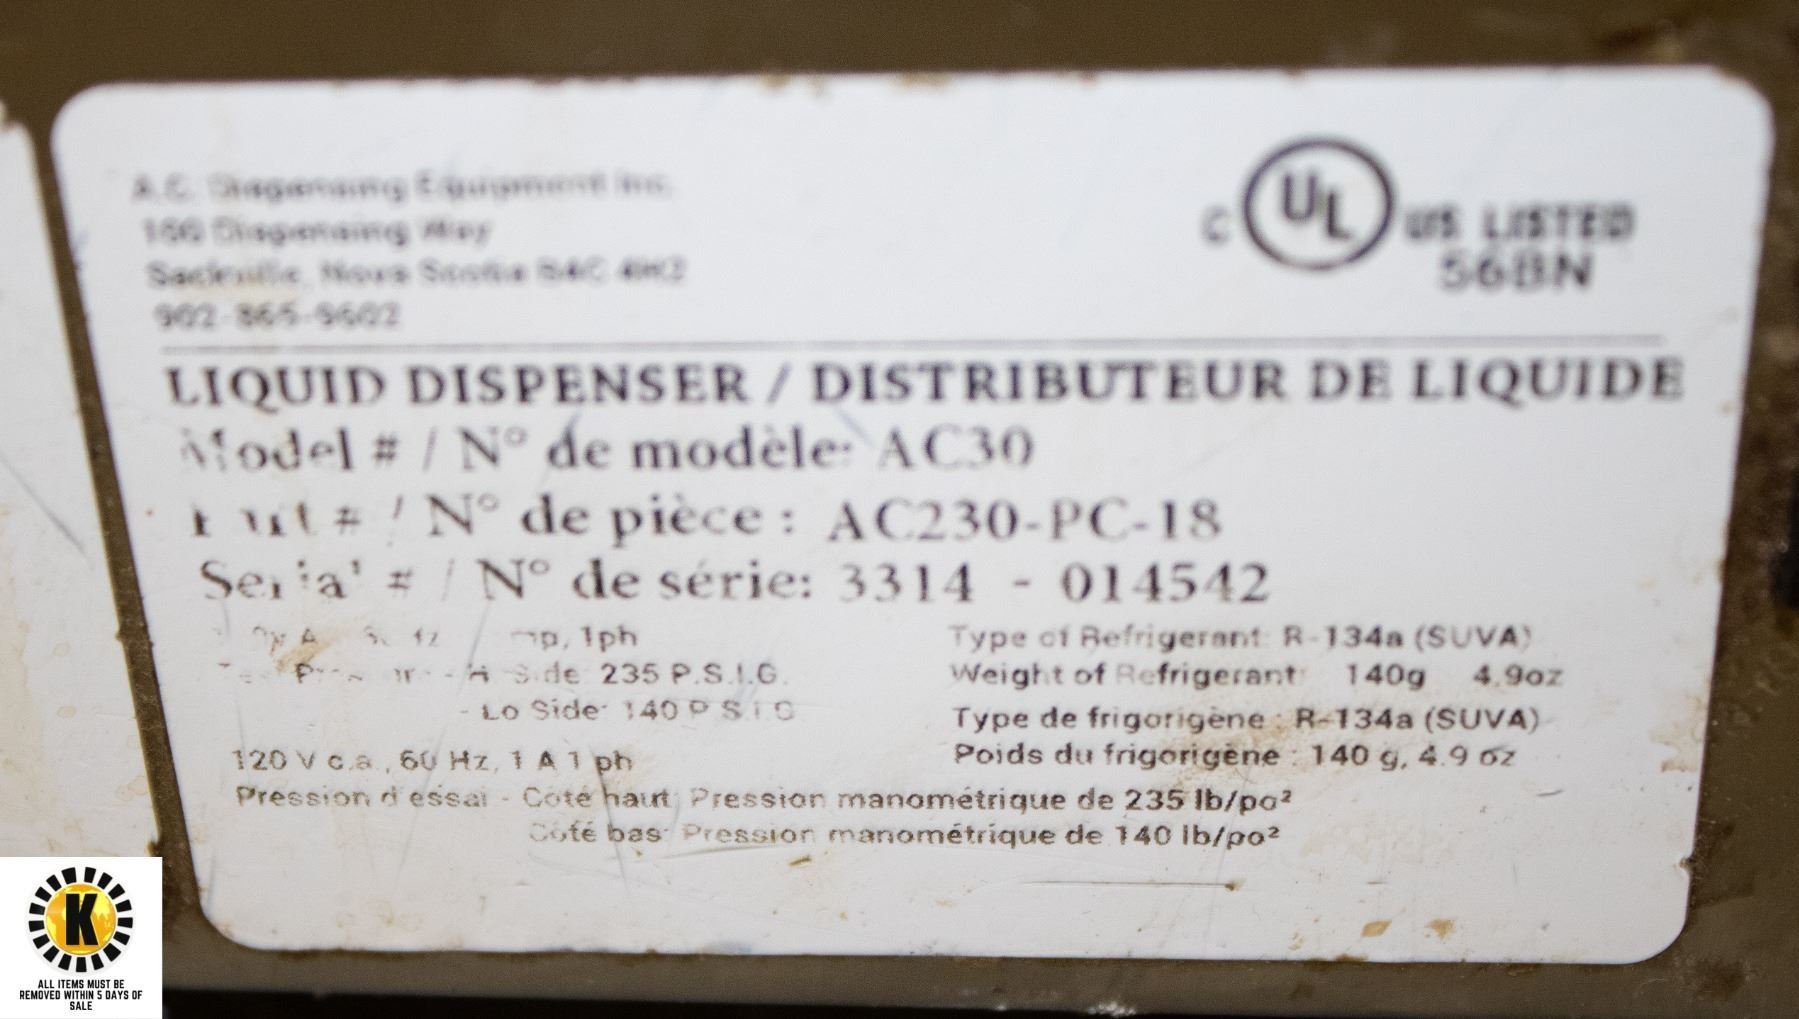 A.C. Dispensing Equipment Inc.
100 Dispensing Way
Sackville, Nova Scotia B4C 4H2
902-865-9602
C UL US LISTED
56BN
LIQUID DISPENSER / DISTRIBUTEUR DE LIQUIDE
Model # / N° de modèle: AC30
Part # / N° de pièce : AC230-PC-18
Serial # / N° de série: 3314 - 014542
1ph
Side: 235 P.S.I.G.
- Lo Side: 140 P.S.I.G
120 V c.a., 60 Hz, 1 A 1 ph
Type of Refrigerant: R-134a (SUVA)
Weight of Refrigerant: 140g 4.9oz
Type de frigorigène : R-134a (SUVA)
Poids du frigorigène : 140 g, 4.9 oz
Pression d'essai - Coté haut: Pression manométrique de 235 lb/po²
Côté bas: Pression manométrique de 140 lb/po²
K
ALL ITEMS MUST BE
REMOVED WITHIN 5 DAYS OF
SALE